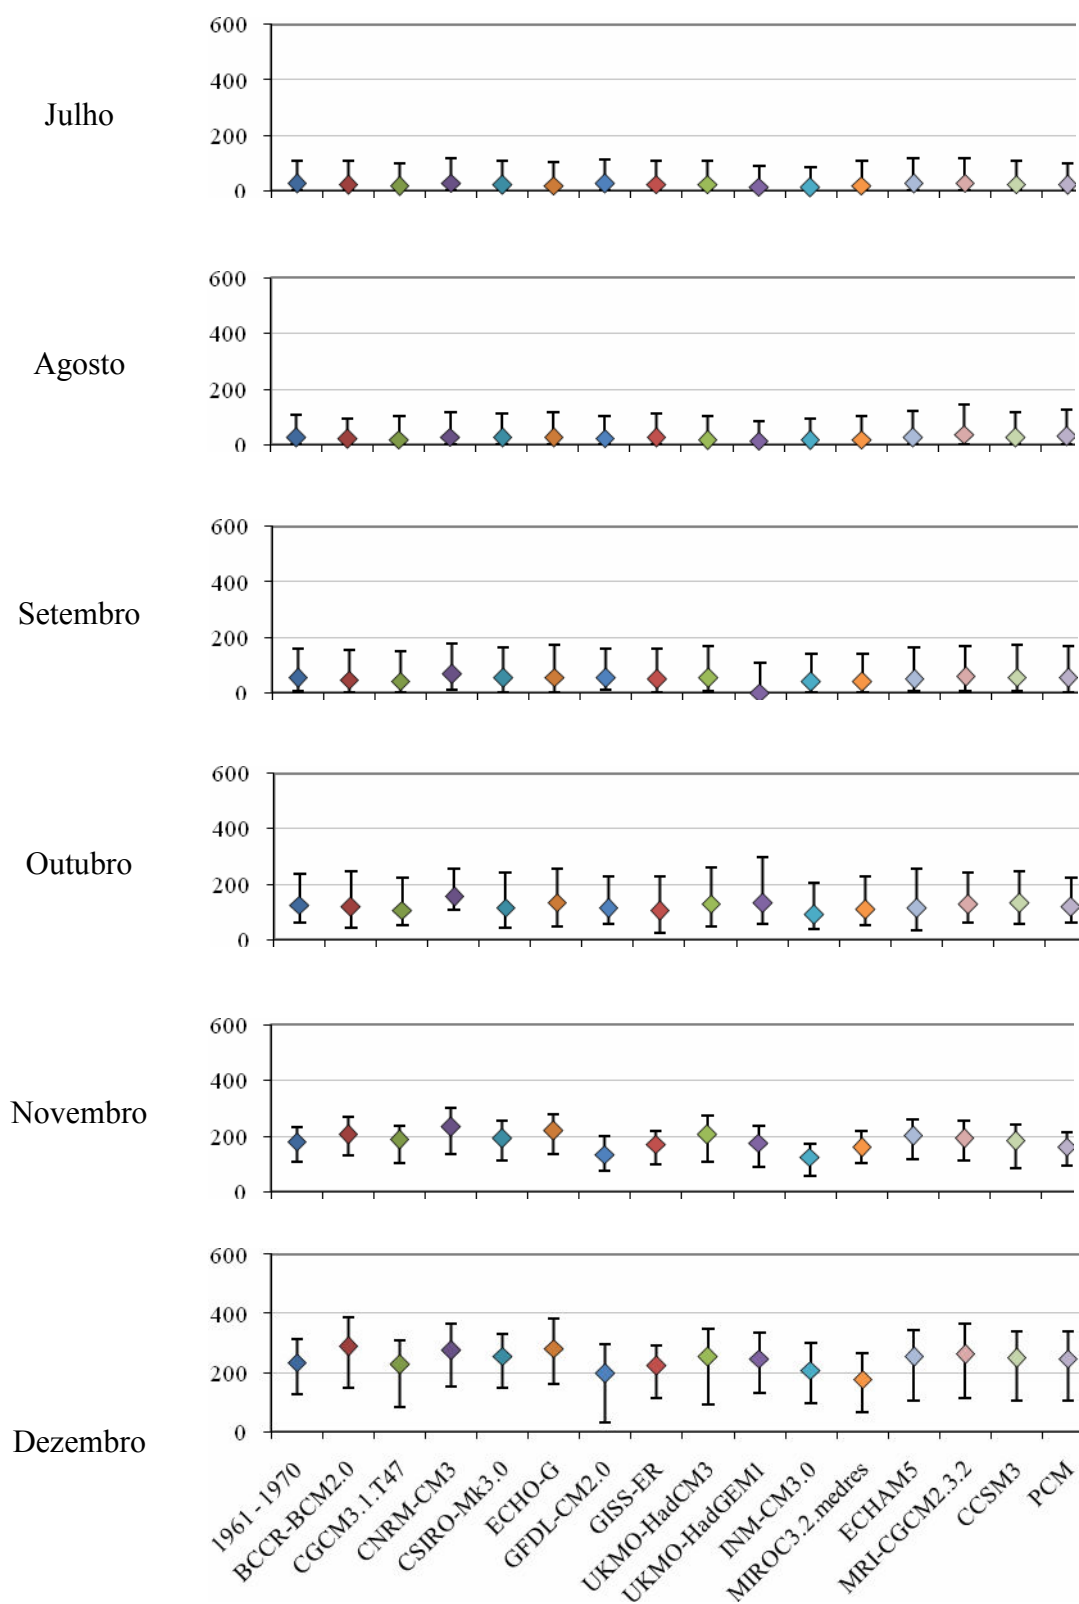 Julho
600
400
200
0
Agosto
600
400
200
0
Setembro
600
400
200
0
Outubro
600
400
200
0
Novembro
600
400
200
0
Dezembro
600
400
200
0
1961 - 1970
BCCR-BCM2.0
CGCM3.1.T47
CNRM-CM3
CSIRO-Mk3.0
ECHO-G
GFDL-CM2.0
GISS-ER
UKMO-HadCM3
UKMO-HadGEM1
INM-CM3.0
MIROC3.2.medres
ECHAM5
MRI-CGCM2.3.2
CCSM3
PCM